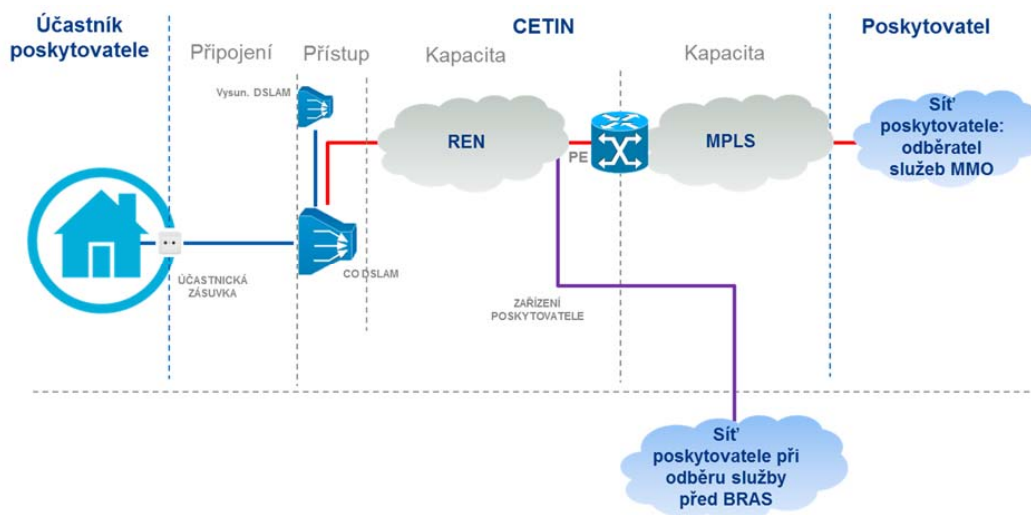 Účastník
poskytovatele
CETIN
Poskytovatel
Připojení
Přístup
Kapacita
Kapacita
Vysun. DSLAM
REN
PE
MPLS
Síť
poskytovatele:
odběratel
služeb MMO
ÚČASTNICKÁ
ZÁSUVKA
CO DSLAM
ZAŘÍZENÍ
POSKYTOVATELE
Síť
poskytovatele při
odběru služby
před BRAS